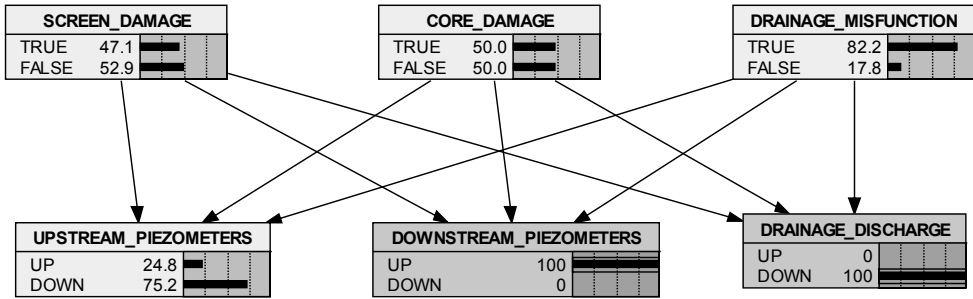 SCREEN_DAMAGE
TRUE 47.1
FALSE 52.9
CORE_DAMAGE
TRUE 50.0
FALSE 50.0
DRAINAGE_MISFUNCTION
TRUE 82.2
FALSE 17.8
UPSTREAM_PIEZOMETERS
UP 24.8
DOWN 75.2
DOWNSTREAM_PIEZOMETERS
UP 100
DOWN 0
DRAINAGE_DISCHARGE
UP 0
DOWN 100